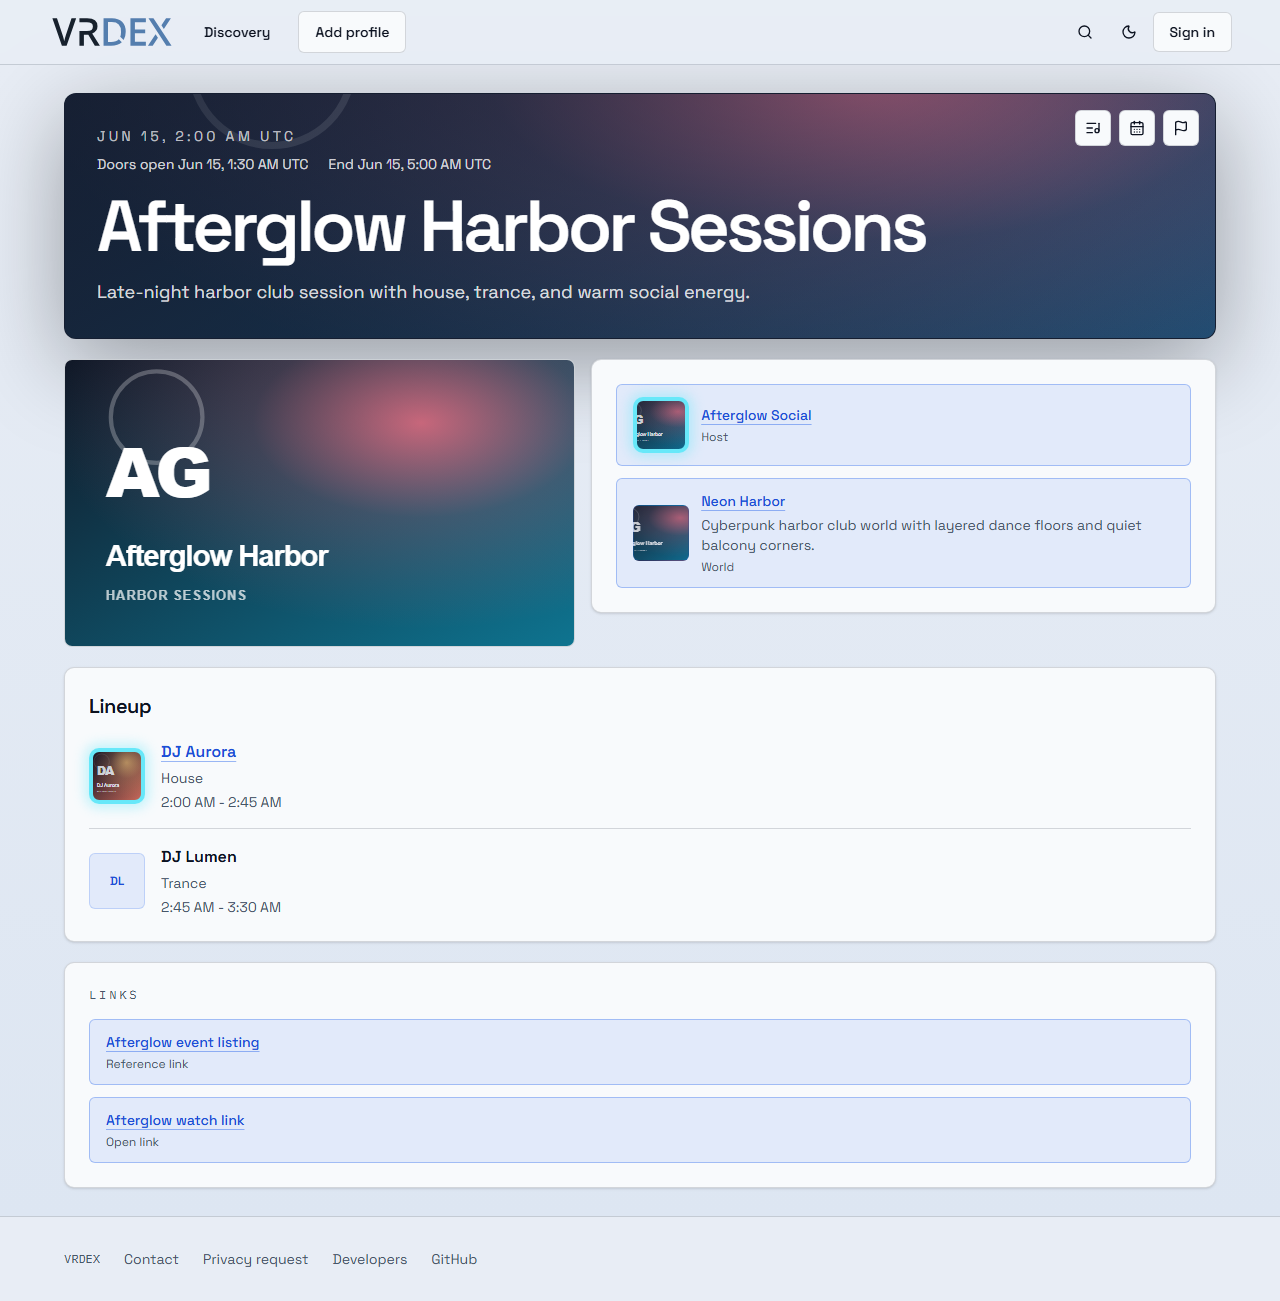 VRDEX
Discovery
Add profile
Sign in
JUN 15, 2:00 AM UTC
Doors open Jun 15, 1:30 AM UTC
End Jun 15, 5:00 AM UTC
Afterglow Harbor Sessions
Late-night harbor club session with house, trance, and warm social energy.
AG
Afterglow Harbor
HARBOR SESSIONS
Afterglow Social
Host
Neon Harbor
Cyberpunk harbor club world with layered dance floors and quiet
balcony corners.
World
Lineup
DA
DJ Aurora
DJ Aurora
House
2:00 AM - 2:45 AM
DL
DJ Lumen
Trance
2:45 AM - 3:30 AM
LINKS
Afterglow event listing
Reference link
Afterglow watch link
Open link
VRDEX
Contact
Privacy request
Developers
GitHub